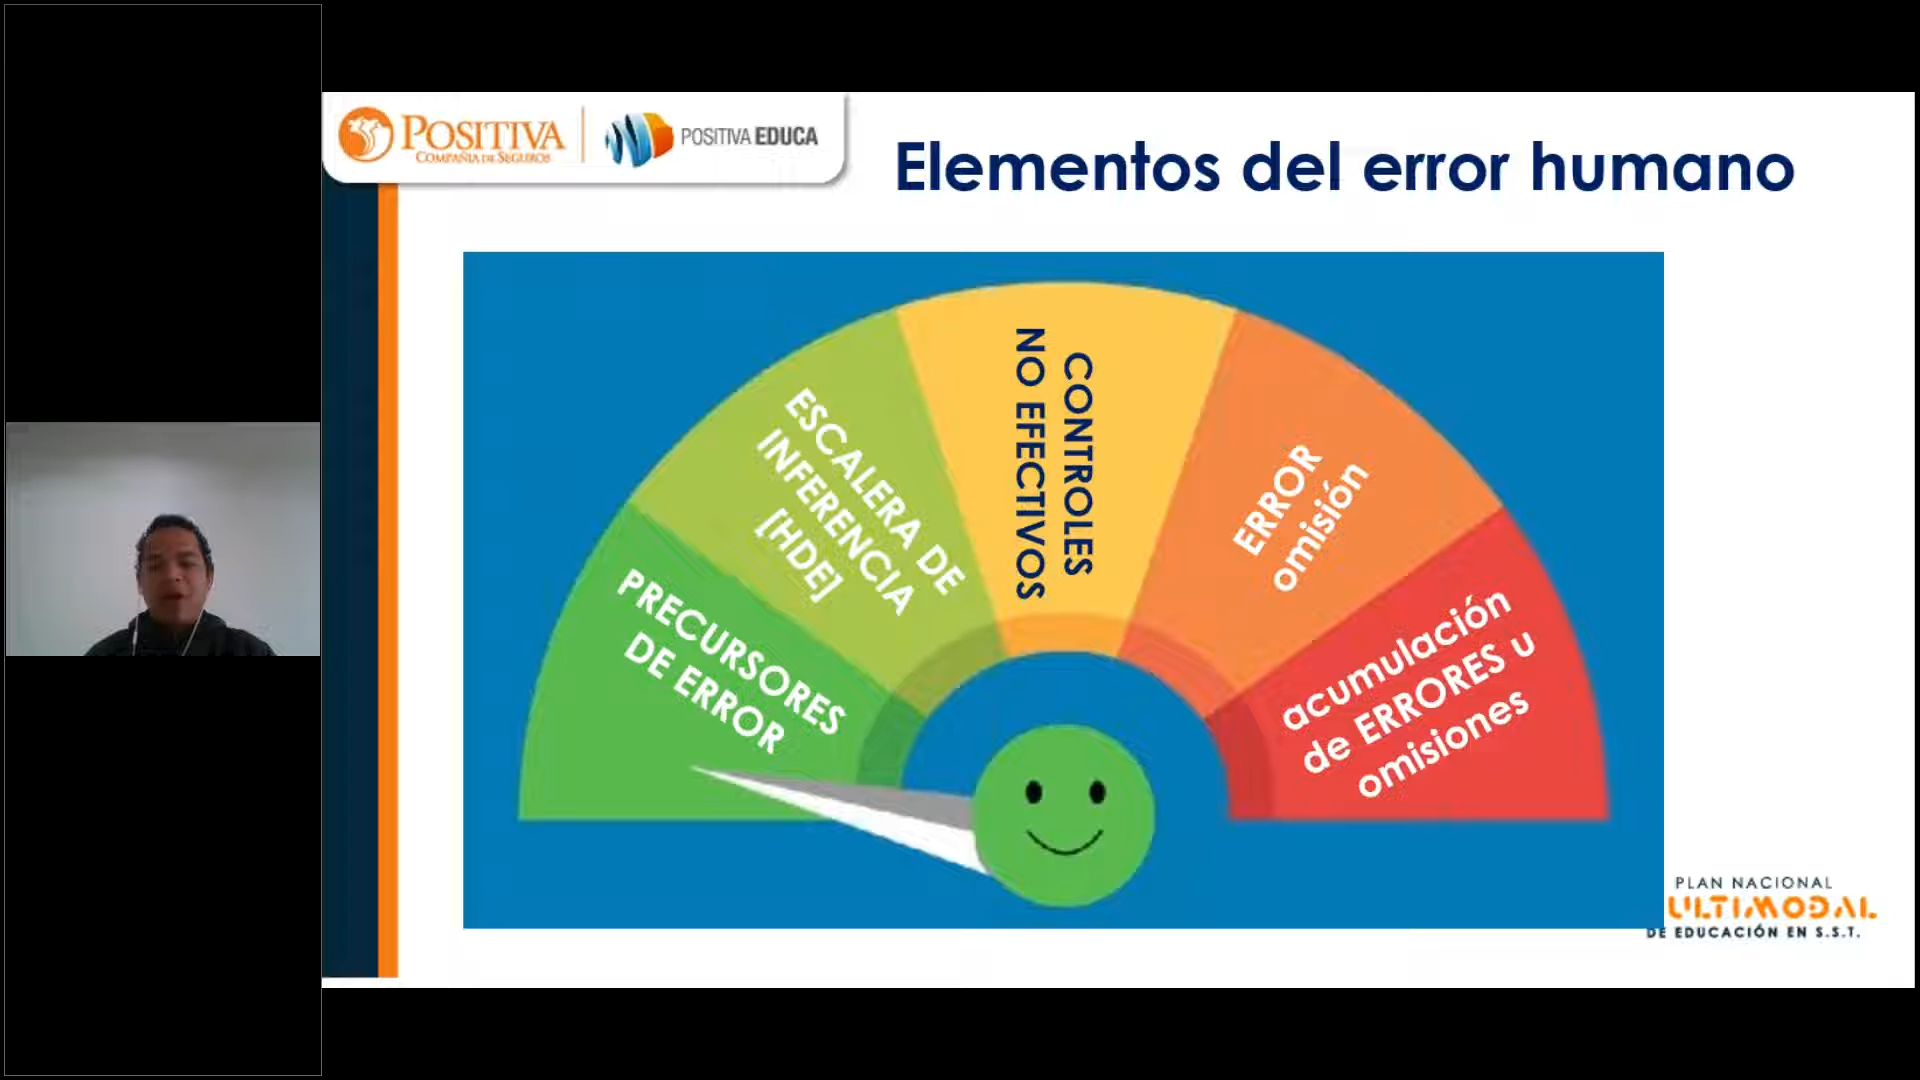 POSITIVA
COMPAÑIA DE SEGUROS
POSITIVA EDUCA
Elementos del error humano
PRECURSORES
DE ERROR
ESCALERA DE
INFERENCIA
[HDE]
CONTROLES
NO EFECTIVOS
ERROR
omisión
acumulación
de ERRORES u
omisiones
PLAN NACIONAL
ULTIMODAL
DE EDUCACIÓN EN S.S.T.